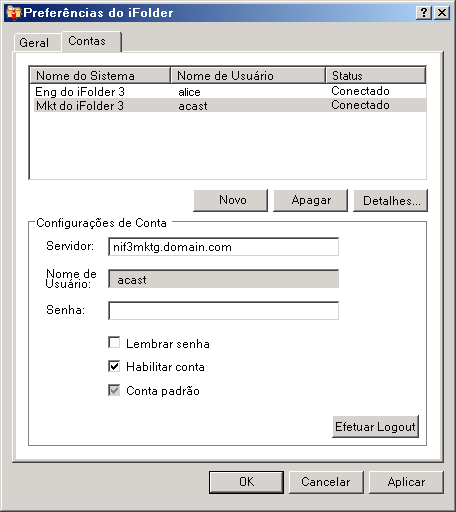 Preferências do iFolder
Geral Contas
Nome do Sistema Nome de Usuário Status
Eng do iFolder 3 alice Conectado
Mkt do iFolder 3 acast Conectado
Novo Apagar Detalhes...
Configurações de Conta
Servidor: nif3mktg.domain.com
Nome de
Usuário: acast
Senha:
Lembrar senha
Habilitar conta
Conta padrão
Efetuar Logout
OK Cancelar Aplicar